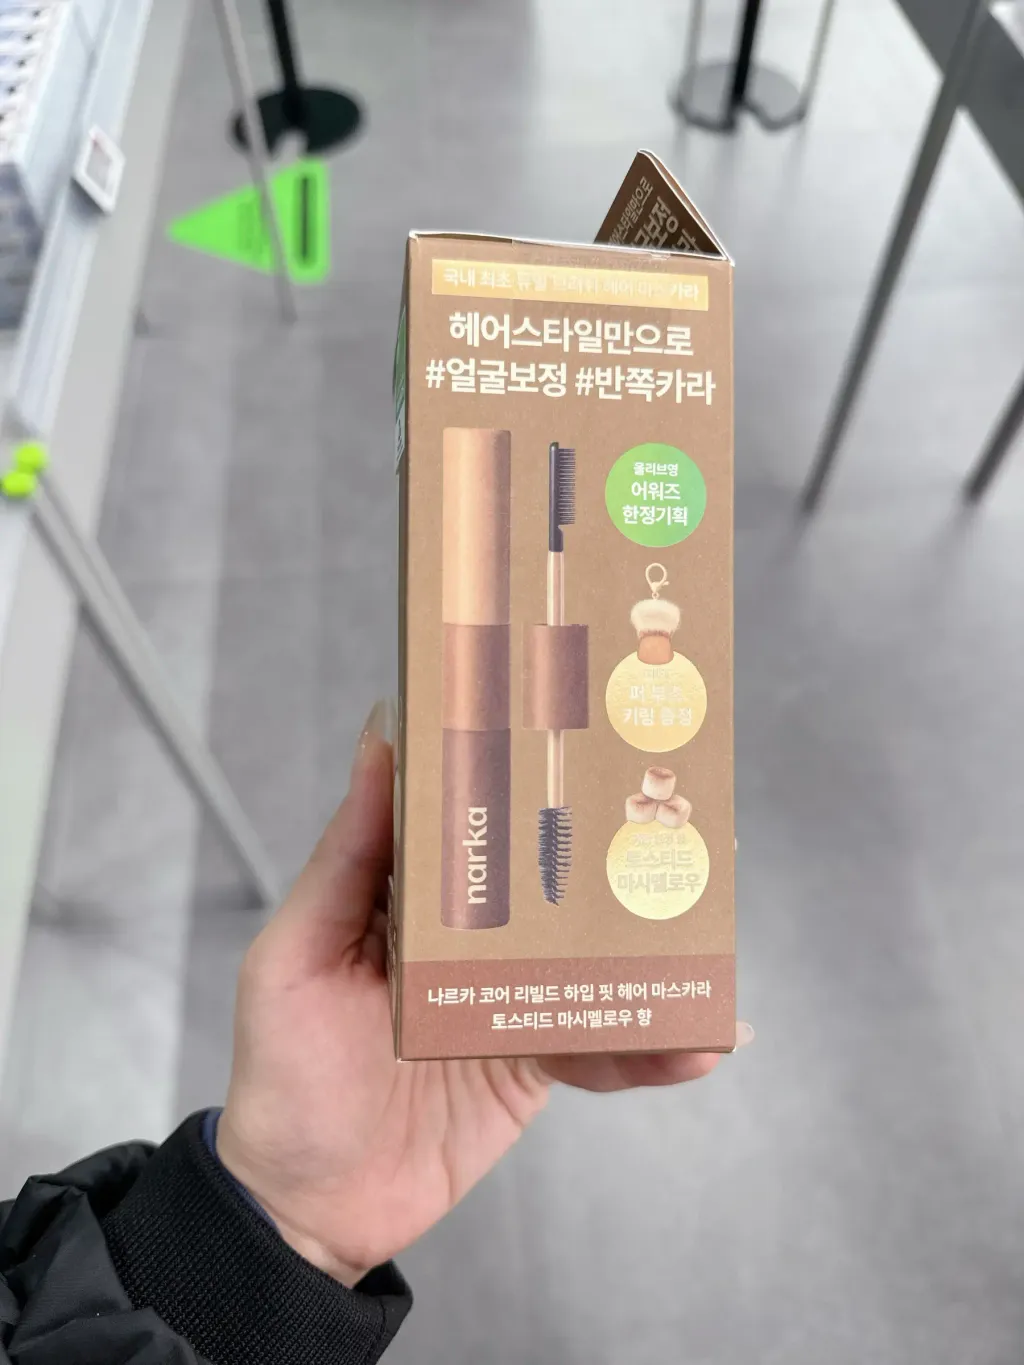 국내 최초 듀얼 브러쉬 헤어 마스카라
헤어스타일만으로
#얼굴보정 #반쪽카라
올리브영
어워즈
한정기획
퍼
키링 증정
토스티드
마시멜로우
narka
나르카 코어 리빌드 하입 핏 헤어 마스카라
토스티드 마시멜로우 향